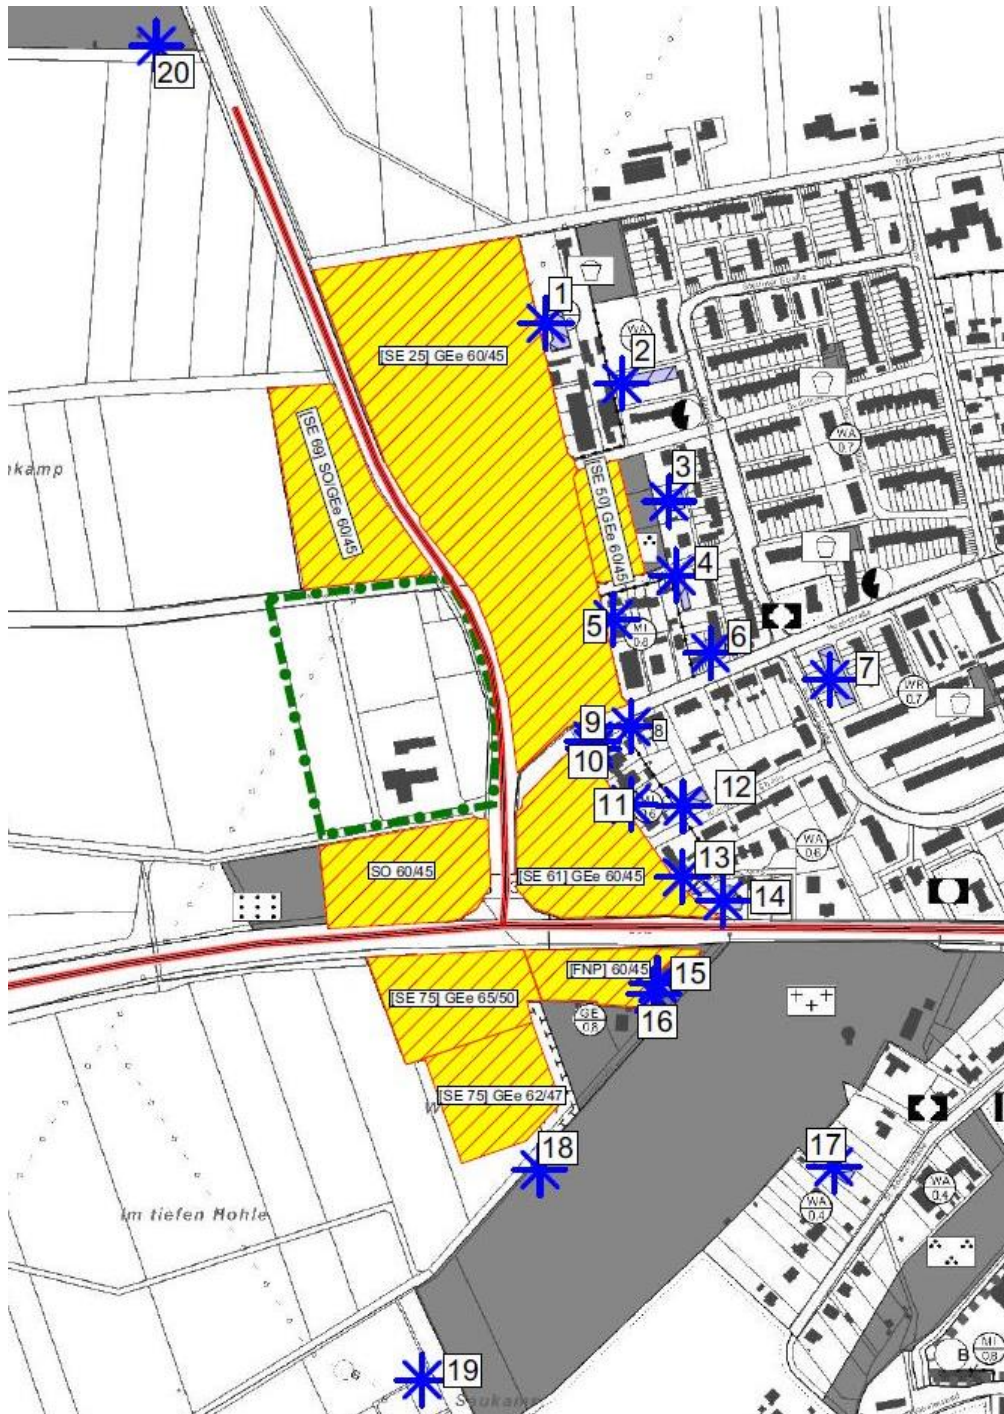 20
1
[SE 25] GEe 60/45
WA
2
nkamp
[SE 69] SO/GEe 60/45
[SE 50] GEe 60/45
3
WA
0.7
4
5
MI
0.8
6
7
WR
0.7
9
8
10
11
12
WA
0.6
SO 60/45
[SE 61] GEe 60/45
13
14
[FNP] 60/45
15
[SE 75] GEe 65/50
16
GE
0.8
[SE 75] GEe 62/47
18
17
WA
0.4
WA
0.4
Im tiefen Hohle
MI
0.8
B
19
Saukamp